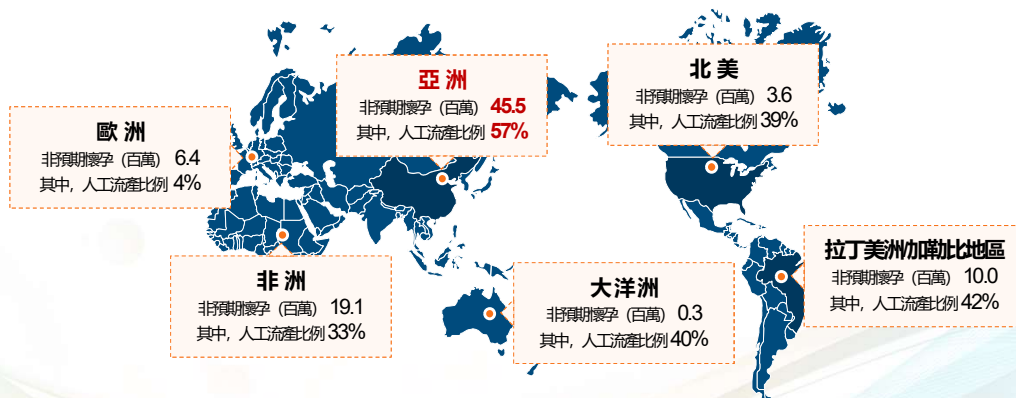 亞洲
非預期懷孕（百萬） 45.5
其中，人工流產比例 57%
北美
非預期懷孕（百萬） 3.6
其中，人工流產比例 39%
歐洲
非預期懷孕（百萬） 6.4
其中，人工流產比例 4%
非洲
非預期懷孕（百萬） 19.1
其中，人工流產比例 33%
大洋洲
非預期懷孕（百萬） 0.3
其中，人工流產比例 40%
拉丁美洲加勒比地區
非預期懷孕（百萬） 10.0
其中，人工流產比例 42%